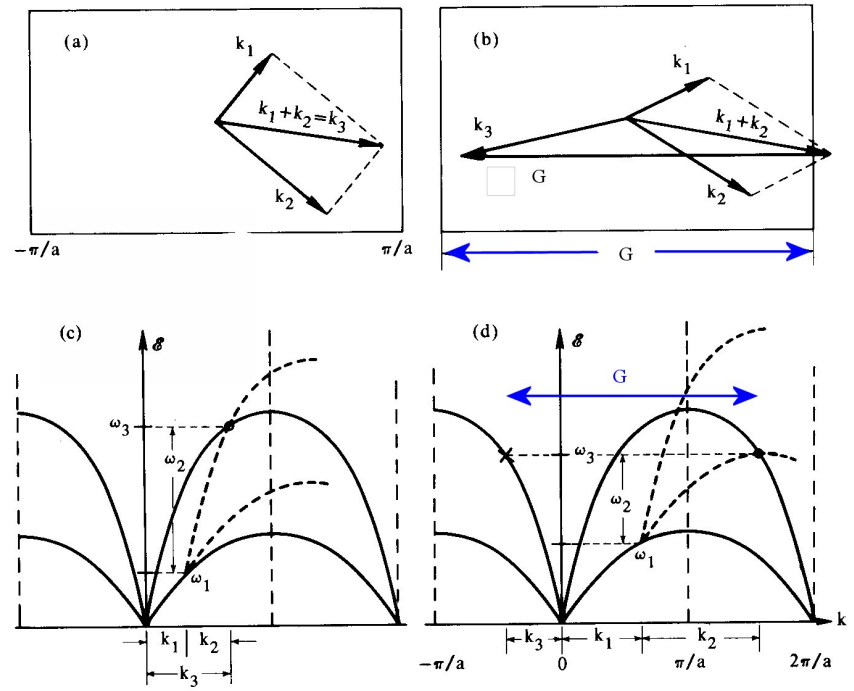 (a)
k₁
k₁+k₂=k₃
k₂
−π/a
π/a
(b)
k₁
k₃
k₁+k₂
G
k₂
G
(c)
ℰ
ω₃
ω₂
ω₁
k₁
k₂
k₃
(d)
ℰ
G
ω₃
ω₂
ω₁
k
k₃
k₁
k₂
−π/a
0
π/a
2π/a